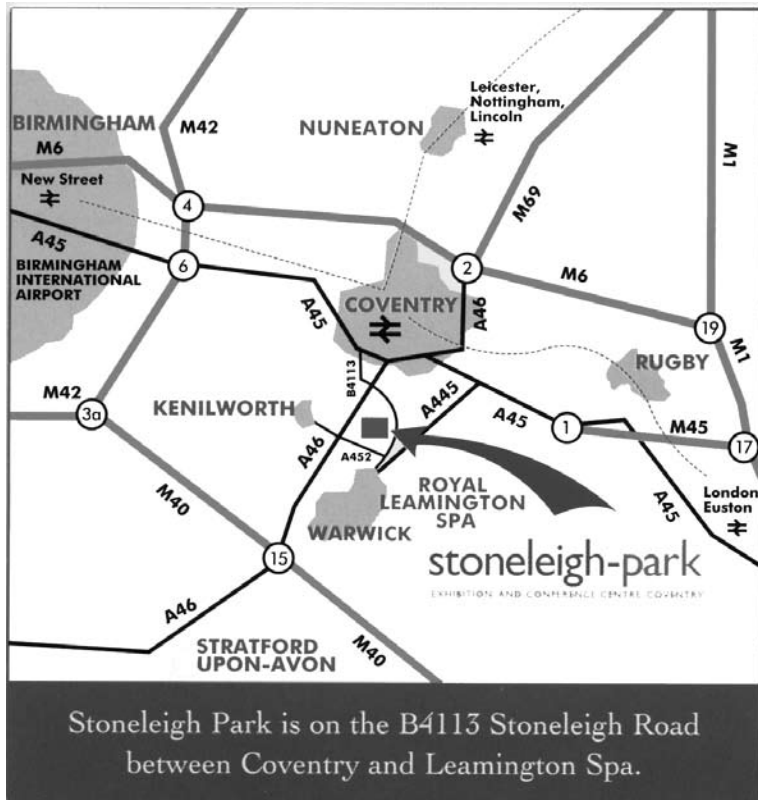 Leicester,
Nottingham,
Lincoln
BIRMINGHAM
M42
NUNEATON
M6
M1
New Street
M69
4
A45
6
2
BIRMINGHAM
INTERNATIONAL
AIRPORT
M6
A45
COVENTRY
A46
19
M1
RUGBY
B4113
M42
3a
KENILWORTH
A445
A45
1
M45
17
A46
A452
M40
ROYAL
LEAMINGTON
SPA
London
Euston
A45
WARWICK
15
stoneleigh-park
EXHIBITION AND CONFERENCE CENTRE, COVENTRY
A46
STRATFORD
UPON-AVON
M40
Stoneleigh Park is on the B4113 Stoneleigh Road
between Coventry and Leamington Spa.